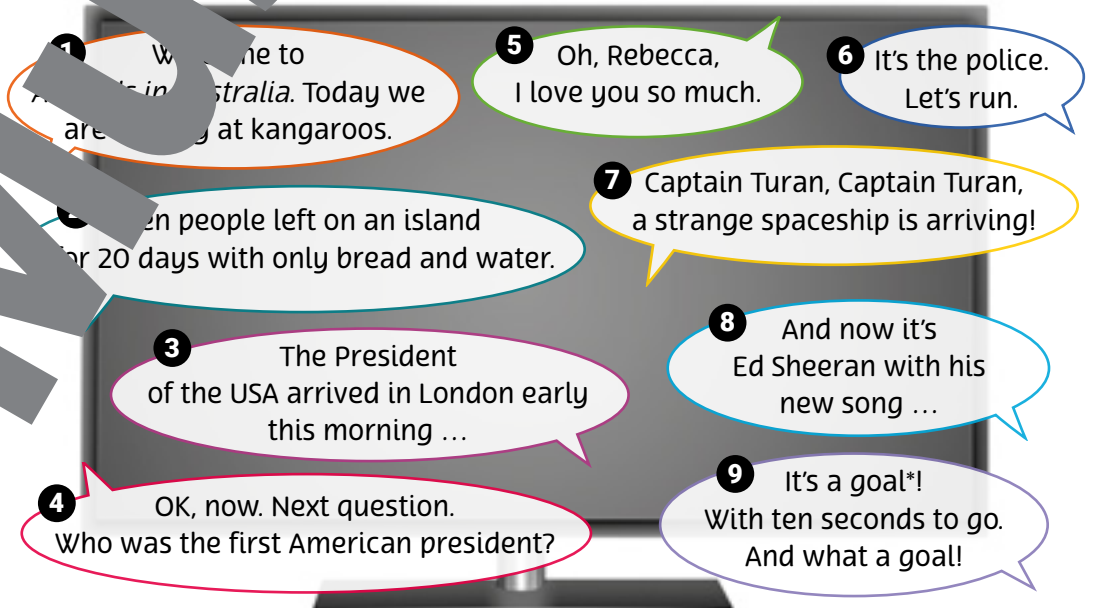 1
to
in. Today we
are at kangaroos.
people left on an island
20 days with only bread and water.
3
The President
of the USA arrived in London early
this morning …
4
OK, now. Next question.
Who was the first American president?
5
Oh, Rebecca,
I love you so much.
6
It's the police.
Let's run.
7
Captain Turan, Captain Turan,
a strange spaceship is arriving!
8
And now it's
Ed Sheeran with his
new song …
9
It's a goal*!
With ten seconds to go.
And what a goal!